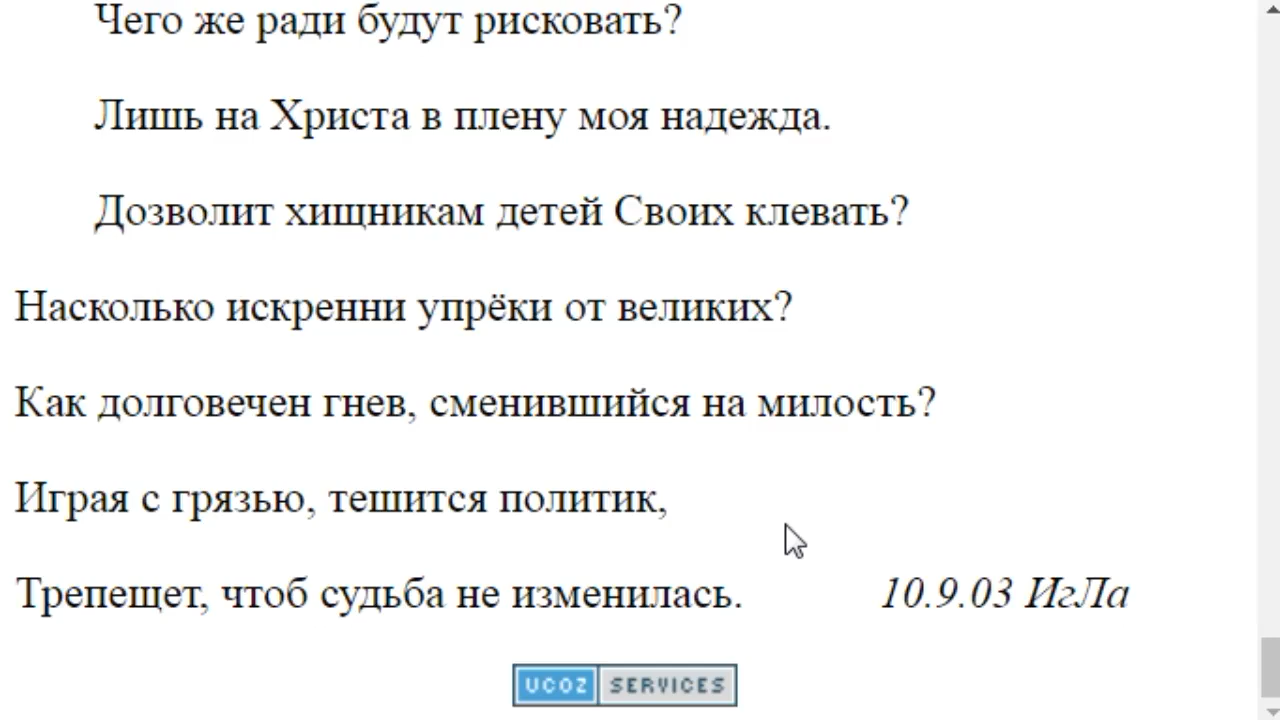 Чего же ради будут рисковать?
Лишь на Христа в плену моя надежда.
Дозволит хищникам детей Своих клевать?
Насколько искренни упрёки от великих?
Как долговечен гнев, сменившийся на милость?
Играя с грязью, тешится политик,
Трепещет, чтоб судьба не изменилась. 10.9.03 ИгЛа
UCOZ SERVICES